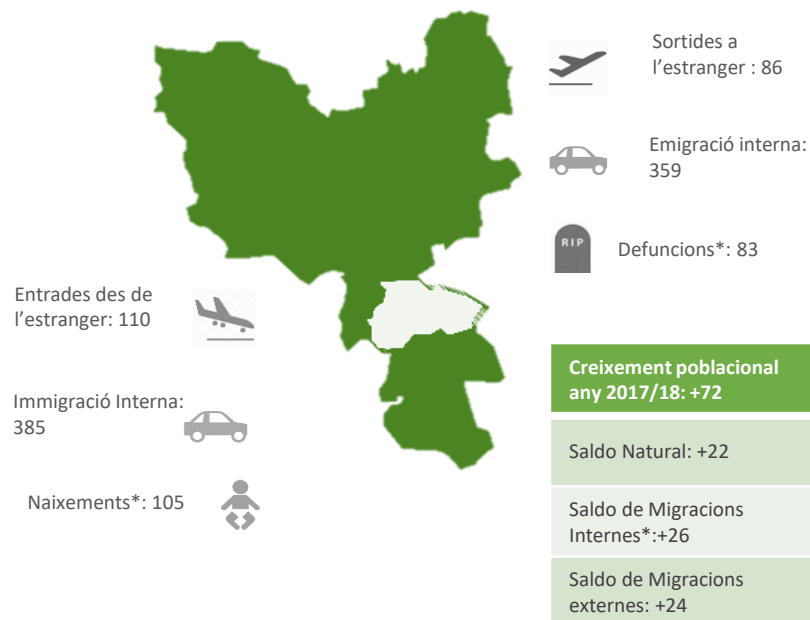 Sortides a
l’estranger : 86
Emigració interna:
359
RIP
Defuncions*: 83
Entrades des de
l’estranger: 110
Immigració Interna:
385
Naixements*: 105
Creixement poblacional
any 2017/18: +72
Saldo Natural: +22
Saldo de Migracions
Internes*:+26
Saldo de Migracions
externes: +24